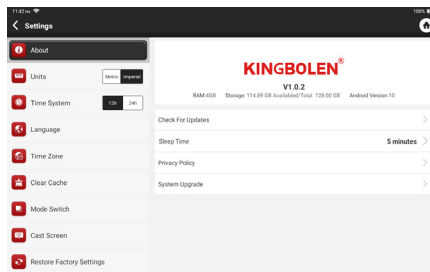 11:42 PM
100%
Settings
About
KINGBOLEN®
V1.0.2
RAM:4GB Storage: 114.89 GB Availabled/Total 128.00 GB Android Version:10
Units Metric Imperial
Time System 12h 24h
Language
Time Zone
Clear Cache
Mode Switch
Cast Screen
Restore Factory Settings
Check For Updates
Sleep Time 5 minutes
Privacy Policy
System Upgrade